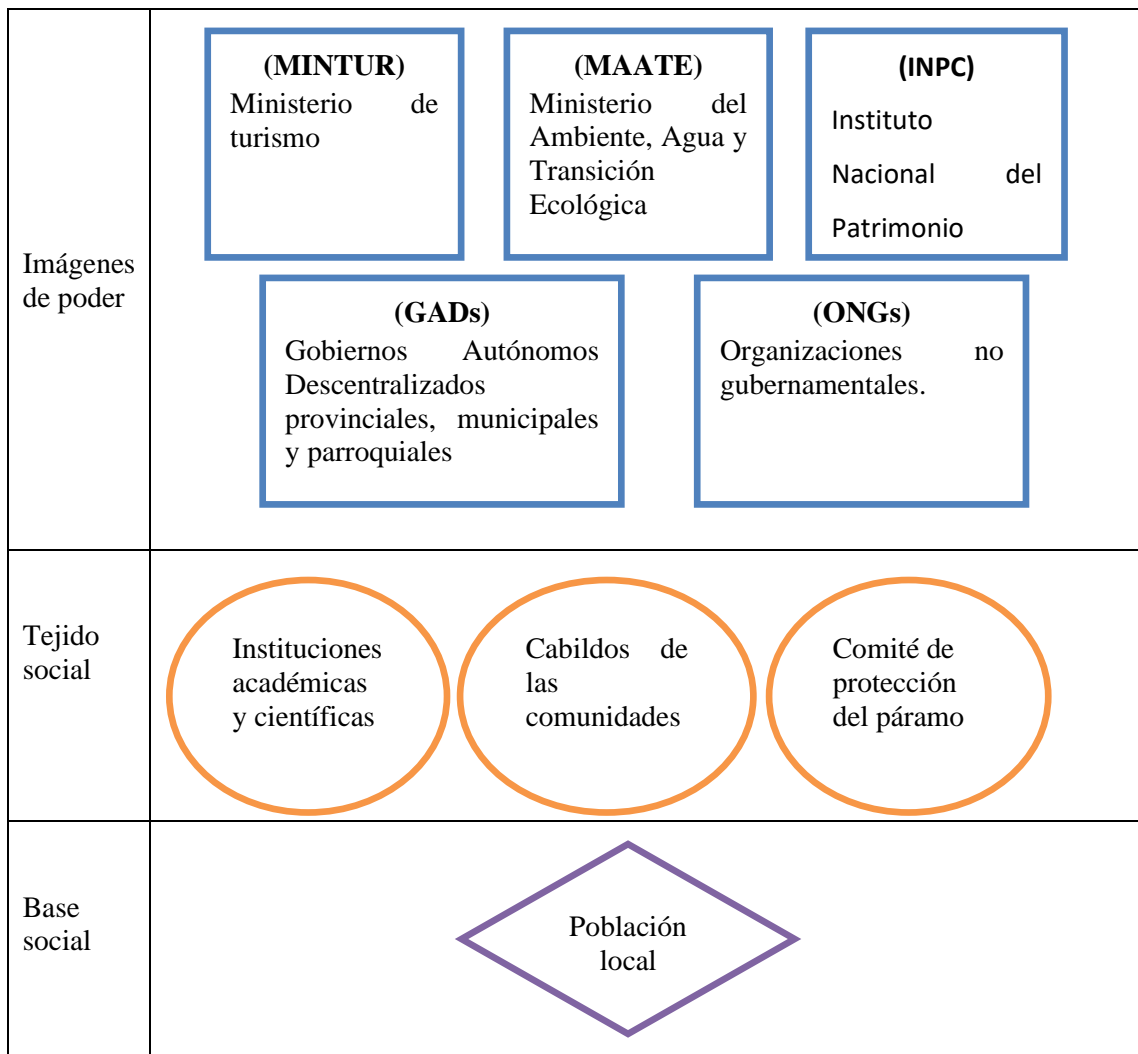 Imágenes
de poder
(MINTUR)
Ministerio de
turismo
(MAATE)
Ministerio del
Ambiente, Agua y
Transición
Ecológica
(INPC)
Instituto
Nacional del
Patrimonio
(GADs)
Gobiernos Autónomos
Descentralizados
provinciales, municipales
y parroquiales
(ONGs)
Organizaciones no
gubernamentales.
Tejido
social
Instituciones
académicas
y científicas
Cabildos de
las
comunidades
Comité de
protección
del páramo
Base
social
Población
local